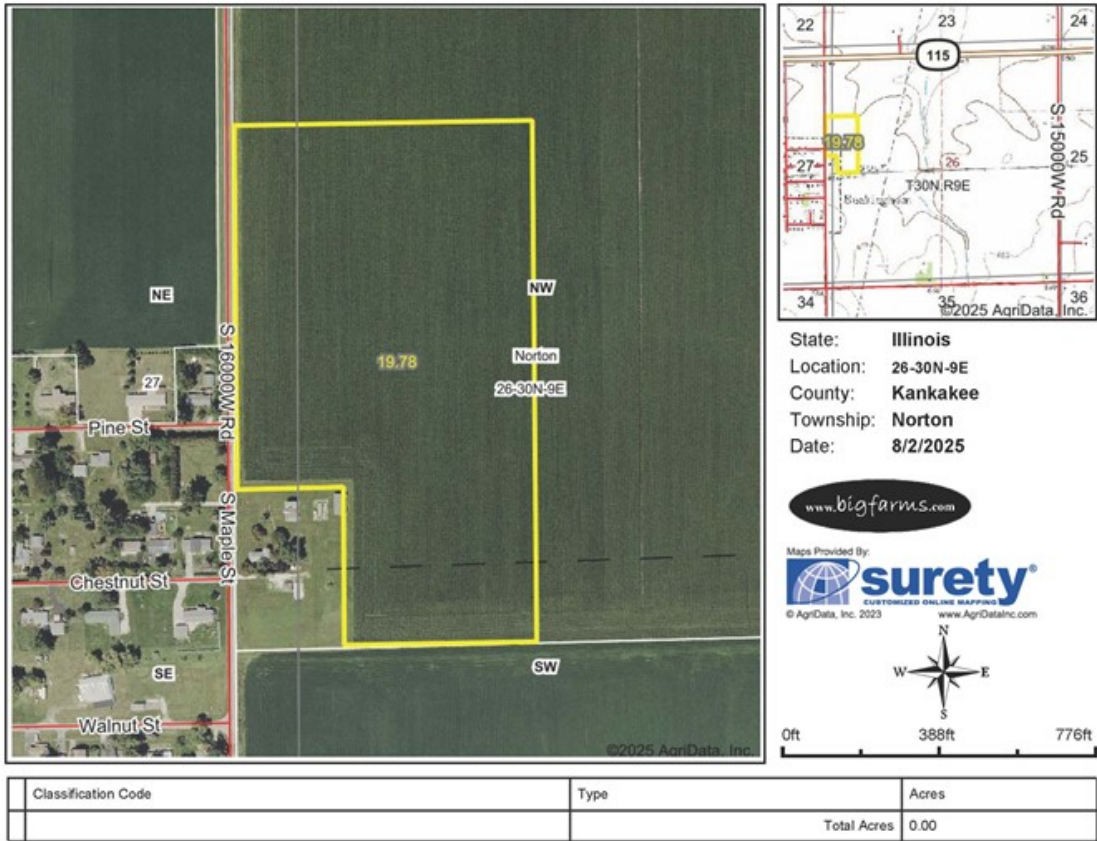 NE
NW
S 16000W Rd
19.78
Norton
26-30N-9E
27
Pine St
S Maple St
Chestnut St
SE
SW
Walnut St
©2025 AgriData, Inc.
22
23
24
115
S 15000W Rd
19.78
27
26
25
T30N R9E
34
35
36
©2025 AgriData, Inc.
State: Illinois
Location: 26-30N-9E
County: Kankakee
Township: Norton
Date: 8/2/2025
www.bigfarms.com
Maps Provided By:
surety®
CUSTOMIZED ONLINE MAPPING
© AgriData, Inc. 2023 www.AgriDataInc.com
N
W E
S
0ft 388ft 776ft
Classification Code Type Acres
Total Acres 0.00